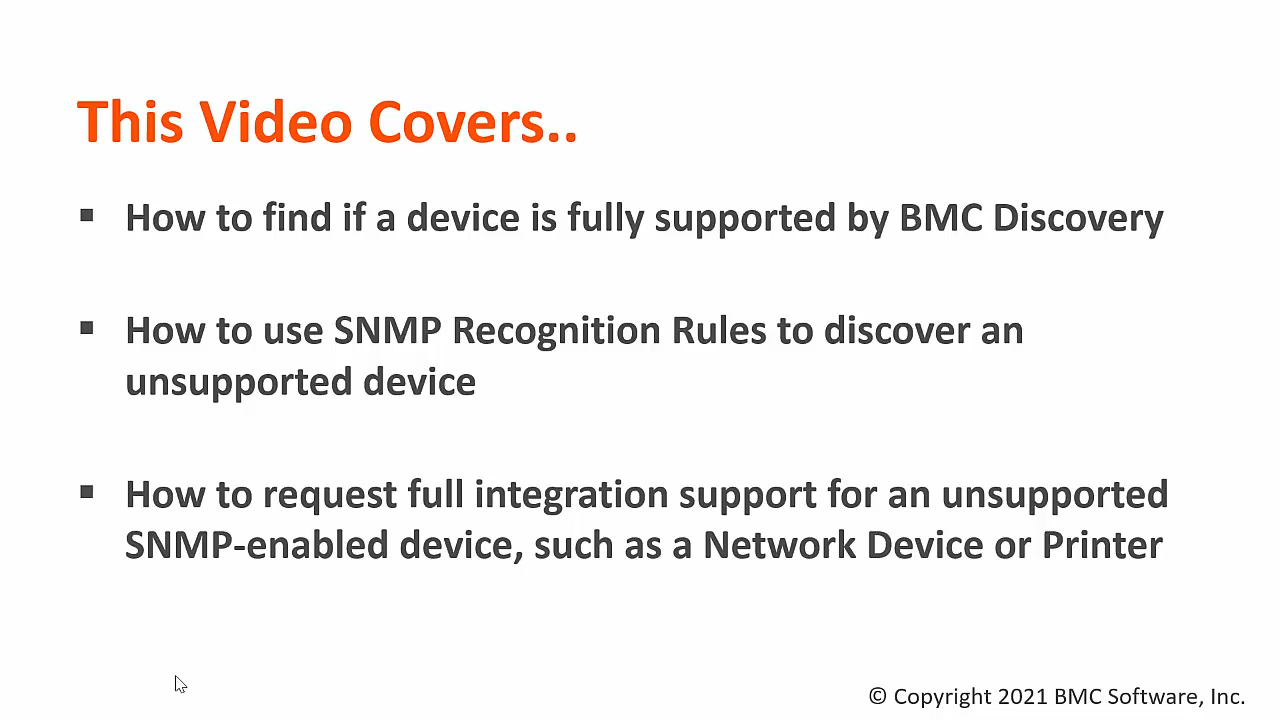 This Video Covers..
▪ How to find if a device is fully supported by BMC Discovery
▪ How to use SNMP Recognition Rules to discover an
unsupported device
▪ How to request full integration support for an unsupported
SNMP-enabled device, such as a Network Device or Printer
© Copyright 2021 BMC Software, Inc.